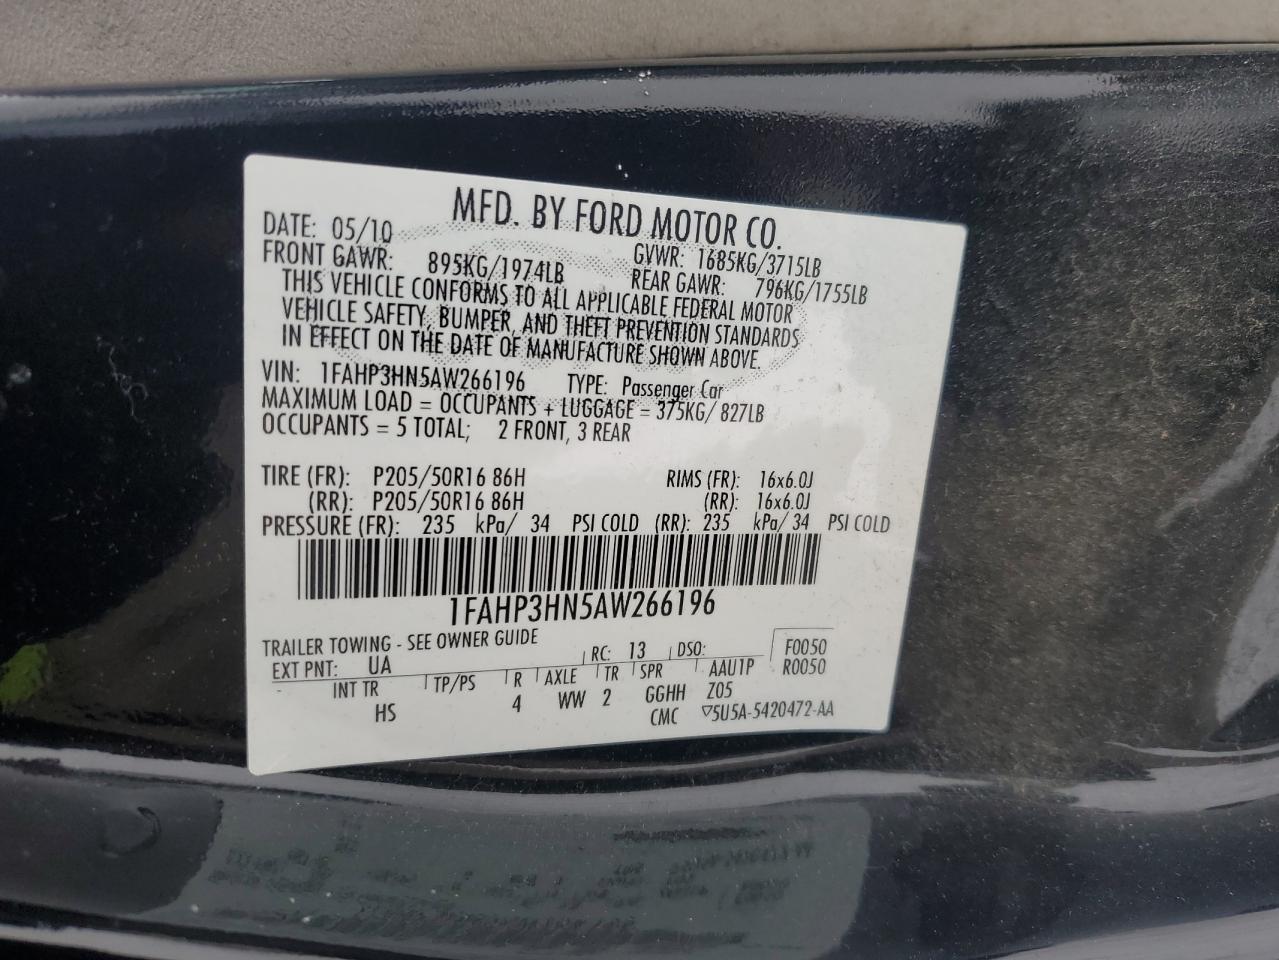 MFD. BY FORD MOTOR CO.
DATE: 05/10 GVWR: 1685KG/3715LB
FRONT GAWR: 895KG/1974LB REAR GAWR: 796KG/1755LB
THIS VEHICLE CONFORMS TO ALL APPLICABLE FEDERAL MOTOR
VEHICLE SAFETY, BUMPER, AND THEFT PREVENTION STANDARDS
IN EFFECT ON THE DATE OF MANUFACTURE SHOWN ABOVE.
VIN: 1FAHP3HN5AW266196 TYPE: Passenger Car
MAXIMUM LOAD = OCCUPANTS + LUGGAGE = 375KG/ 827LB
OCCUPANTS = 5 TOTAL; 2 FRONT, 3 REAR
TIRE (FR): P205/50R16 86H RIMS (FR): 16x6.0J
(RR): P205/50R16 86H (RR): 16x6.0J
PRESSURE (FR): 235 kPa/ 34 PSI COLD (RR): 235 kPa/ 34 PSI COLD
1FAHP3HN5AW266196
TRAILER TOWING - SEE OWNER GUIDE
EXT PNT: UA RC: 13 DSO: F0050
R0050
INT TR TP/PS R AXLE TR SPR AAU1P
HS 4 WW 2 GGHH Z05
CMC ▽5U5A-5420472-AA